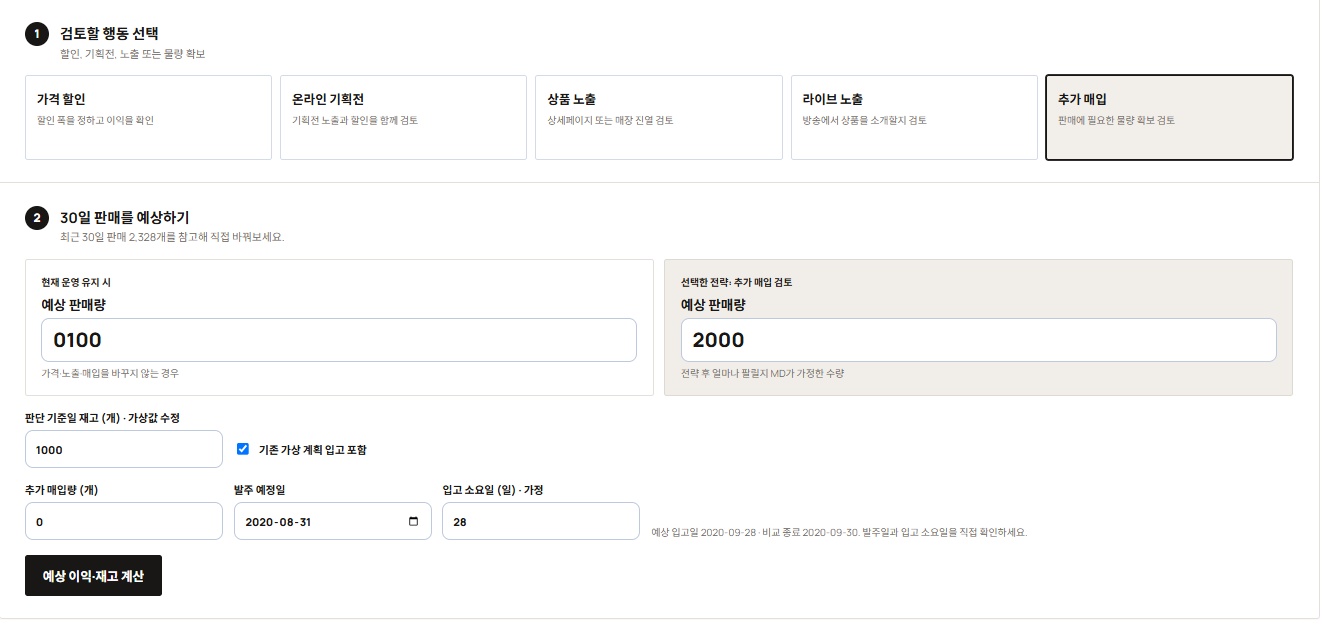 1 검토할 행동 선택
할인, 기획전, 노출 또는 물량 확보
가격 할인
할인 폭을 정하고 이익을 확인
온라인 기획전
기획전 노출과 할인을 함께 검토
상품 노출
상세페이지 또는 매장 진열 검토
라이브 노출
방송에서 상품을 소개할지 검토
추가 매입
판매에 필요한 물량 확보 검토
2 30일 판매를 예상하기
최근 30일 판매 2,328개를 참고해 직접 바꿔보세요.
현재 운영 유지 시
예상 판매량
0100
가격·노출·매입을 바꾸지 않는 경우
선택한 전략: 추가 매입 검토
예상 판매량
2000
전략 후 얼마나 팔릴지 MD가 가정한 수량
판단 기준일 재고 (개) · 가상값 수정
1000
기존 가상 계획 입고 포함
추가 매입량 (개)
0
발주 예정일
2020-08-31
입고 소요일 (일) · 가정
28
예상 입고일 2020-09-28 · 비교 종료 2020-09-30. 발주일과 입고 소요일을 직접 확인하세요.
예상 이익·재고 계산